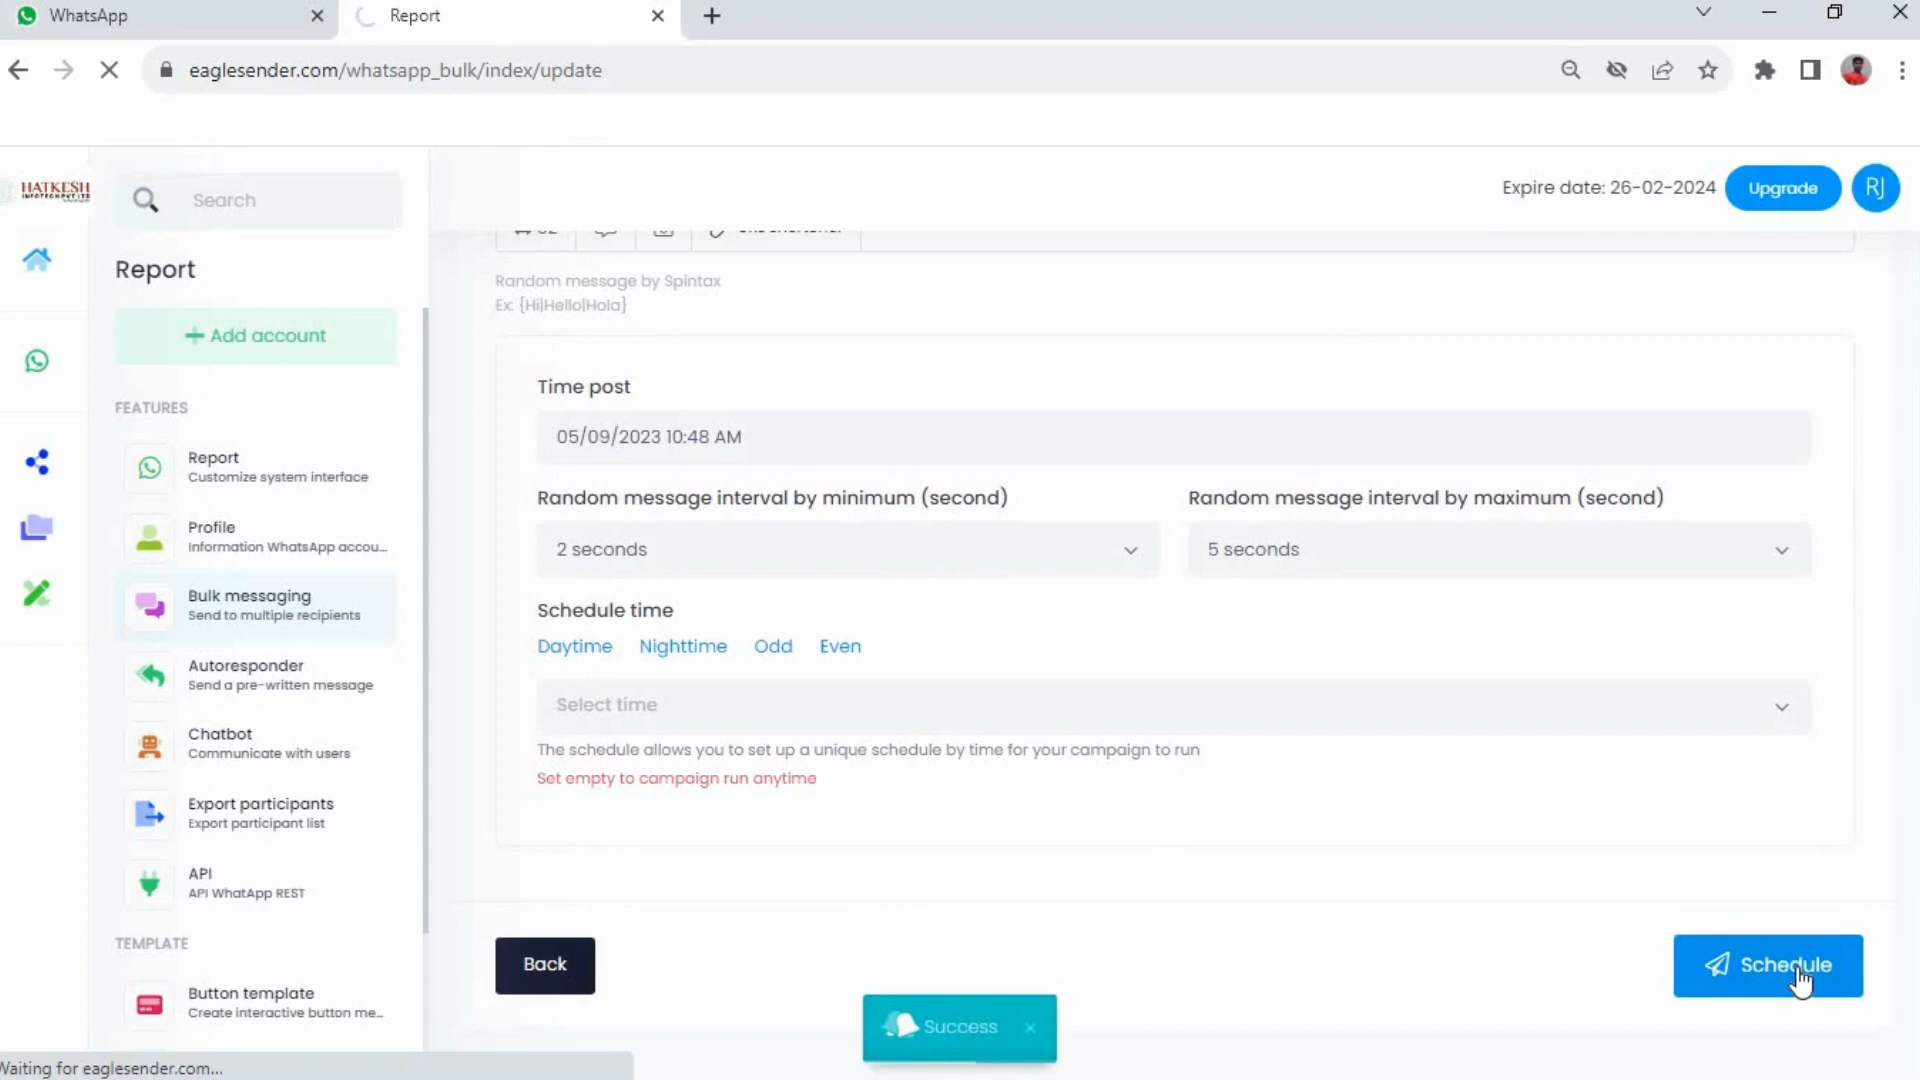 WhatsApp
Report
eaglesender.com/whatsapp_bulk/index/update
HATKESH
INFOTECH PVT LTD
Search
Expire date: 26-02-2024
Upgrade
RJ
Report
Random message by Spintax
Ex: {Hi|Hello|Hola}
+ Add account
Time post
05/09/2023 10:48 AM
FEATURES
Report
Customize system interface
Random message interval by minimum (second)
Random message interval by maximum (second)
Profile
Information WhatsApp accou...
2 seconds
5 seconds
Bulk messaging
Send to multiple recipients
Schedule time
Daytime Nighttime Odd Even
Autoresponder
Send a pre-written message
Select time
Chatbot
Communicate with users
The schedule allows you to set up a unique schedule by time for your campaign to run
Set empty to campaign run anytime
Export participants
Export participant list
API
API WhatsApp REST
TEMPLATE
Back
Schedule
Button template
Create interactive button me...
Success
Waiting for eaglesender.com...